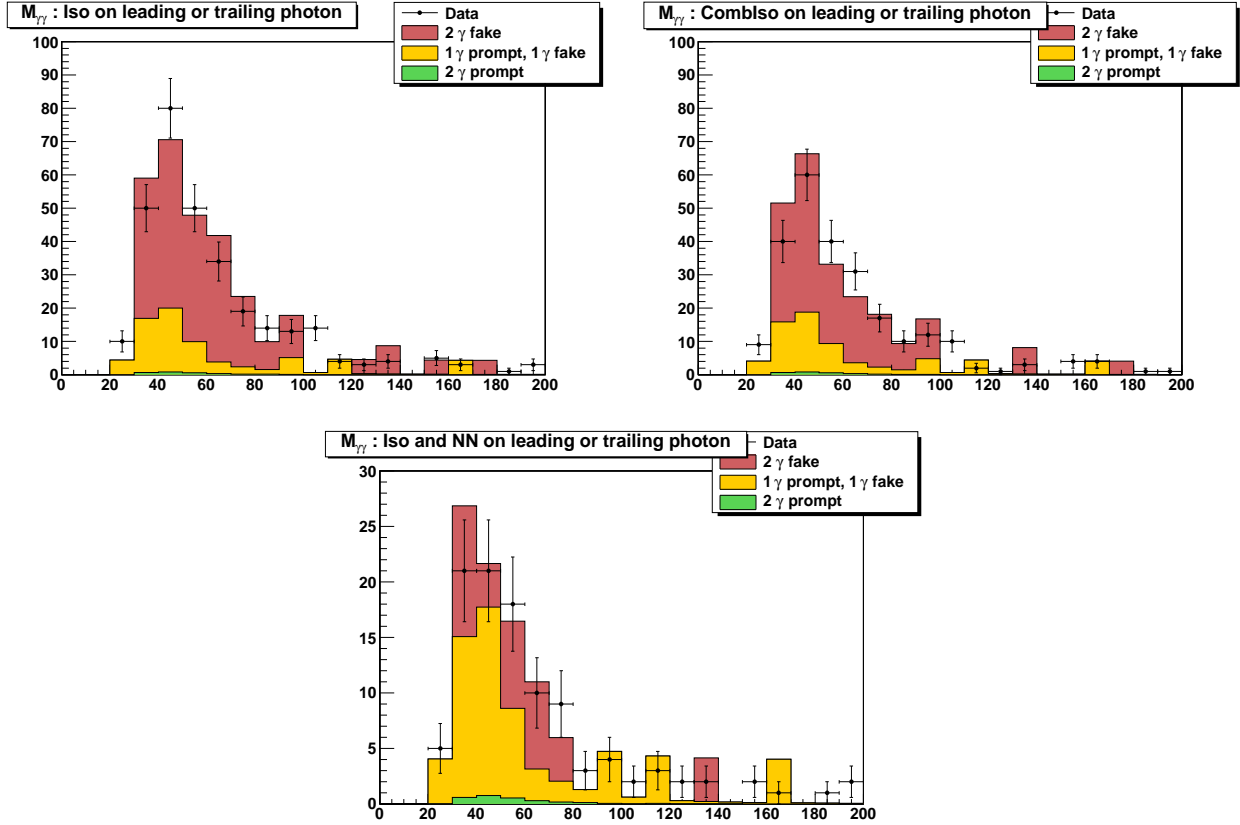 M_γγ : Iso on leading or trailing photon
Data
2 γ fake
1 γ prompt, 1 γ fake
2 γ prompt
100
90
80
70
60
50
40
30
20
10
0
0 20 40 60 80 100 120 140 160 180 200
M_γγ : CombIso on leading or trailing photon
Data
2 γ fake
1 γ prompt, 1 γ fake
2 γ prompt
100
90
80
70
60
50
40
30
20
10
0
0 20 40 60 80 100 120 140 160 180 200
M_γγ : Iso and NN on leading or trailing photon
Data
2 γ fake
1 γ prompt, 1 γ fake
2 γ prompt
30
25
20
15
10
5
0
0 20 40 60 80 100 120 140 160 180 200